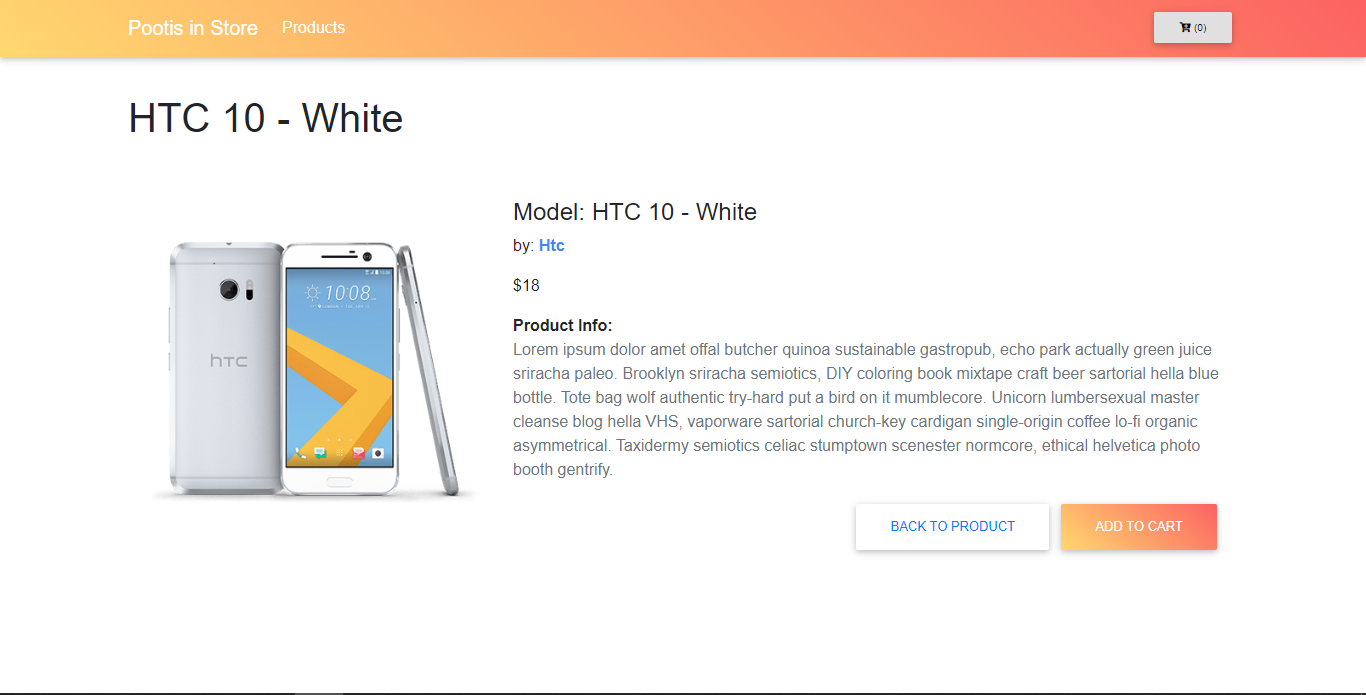 Pootis in Store Products (0)
HTC 10 - White
Model: HTC 10 - White
by: Htc
$18
Product Info:
Lorem ipsum dolor amet offal butcher quinoa sustainable gastropub, echo park actually green juice
sriracha paleo. Brooklyn sriracha semiotics, DIY coloring book mixtape craft beer sartorial hella blue
bottle. Tote bag wolf authentic try-hard put a bird on it mumblecore. Unicorn lumbersexual master
cleanse blog hella VHS, vaporware sartorial church-key cardigan single-origin coffee lo-fi organic
asymmetrical. Taxidermy semiotics celiac stumptown scenester normcore, ethical helvetica photo
booth gentrify.
10:08
hTC
BACK TO PRODUCT ADD TO CART